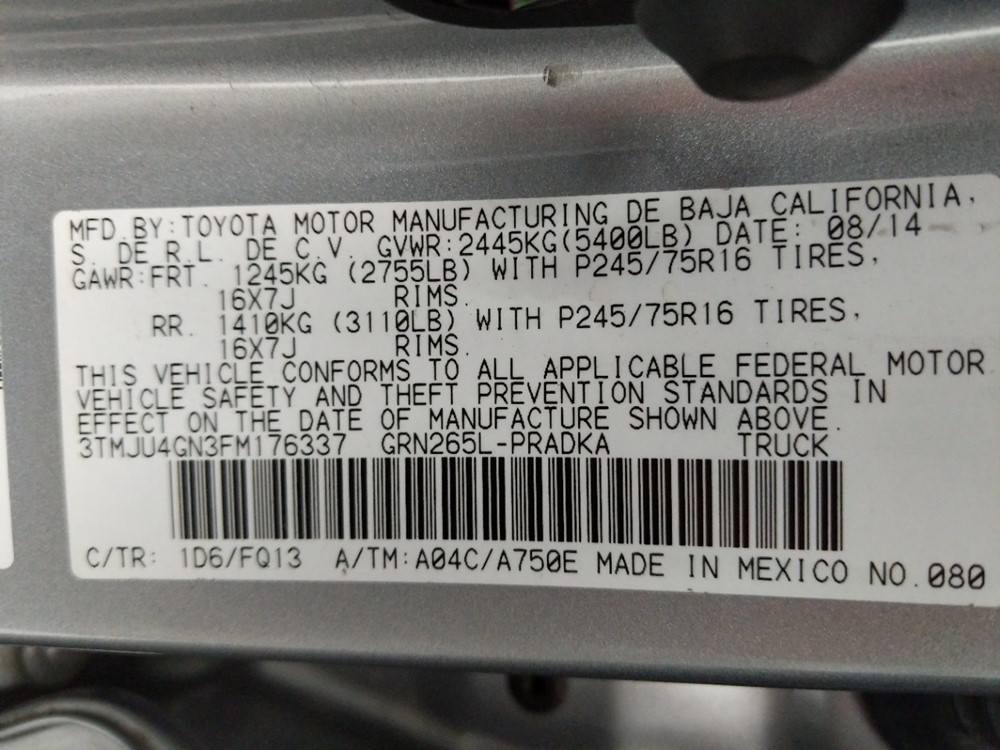 MFD.BY:TOYOTA MOTOR MANUFACTURING DE BAJA CALIFORNIA,
S. DE R.L. DE C.V. GVWR:2445KG(5400LB) DATE: 08/14
GAWR:FRT. 1245KG (2755LB) WITH P245/75R16 TIRES,
16X7J RIMS.
RR. 1410KG (3110LB) WITH P245/75R16 TIRES,
16X7J RIMS.
THIS VEHICLE CONFORMS TO ALL APPLICABLE FEDERAL MOTOR
VEHICLE SAFETY AND THEFT PREVENTION STANDARDS IN
EFFECT ON THE DATE OF MANUFACTURE SHOWN ABOVE.
3TMJU4GN3FM176337 GRN265L-PRADKA TRUCK
C/TR: 1D6/FQ13 A/TM:A04C/A750E MADE IN MEXICO NO.080